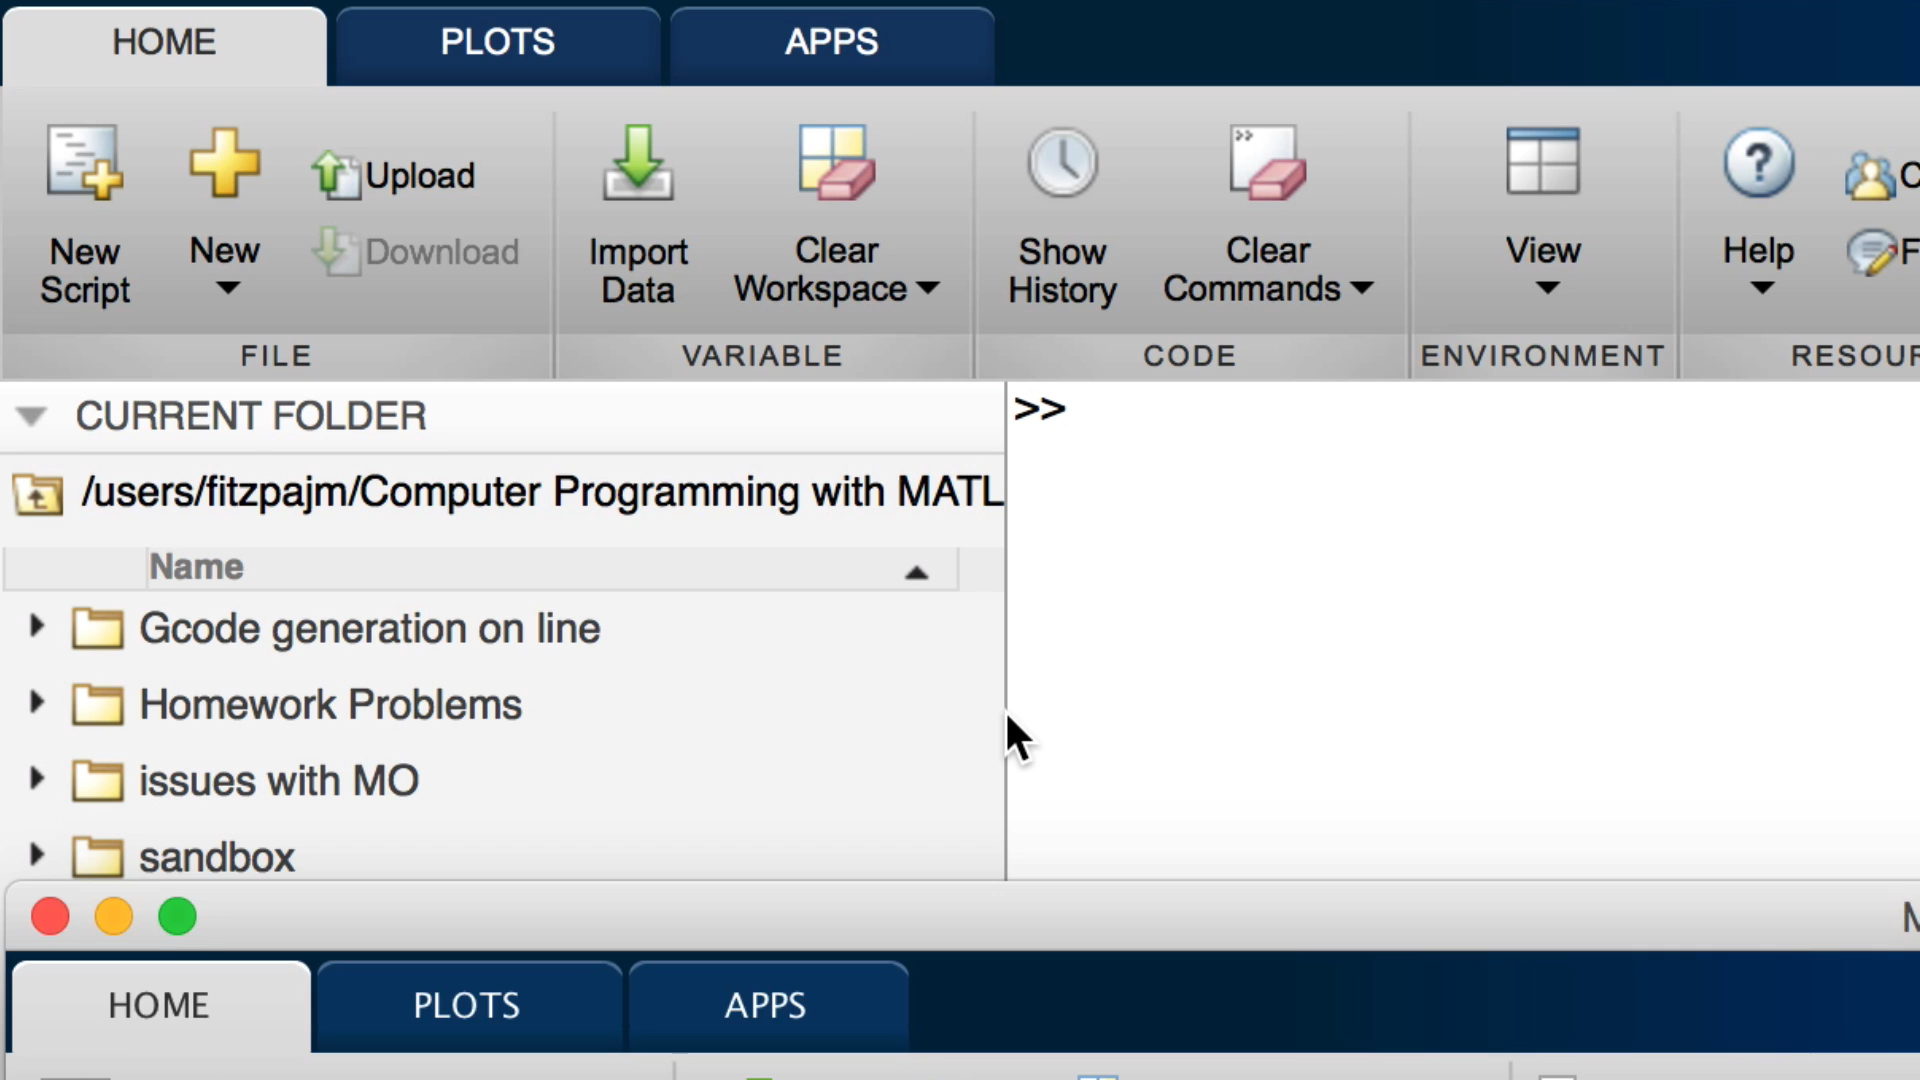 HOME PLOTS APPS
Upload
New New Download Import Clear Show Clear View Help
Script Data Workspace History Commands
FILE VARIABLE CODE ENVIRONMENT
CURRENT FOLDER >>
/users/fitzpajm/Computer Programming with MATL
Name
Gcode generation on line
Homework Problems
issues with MO
sandbox
HOME PLOTS APPS